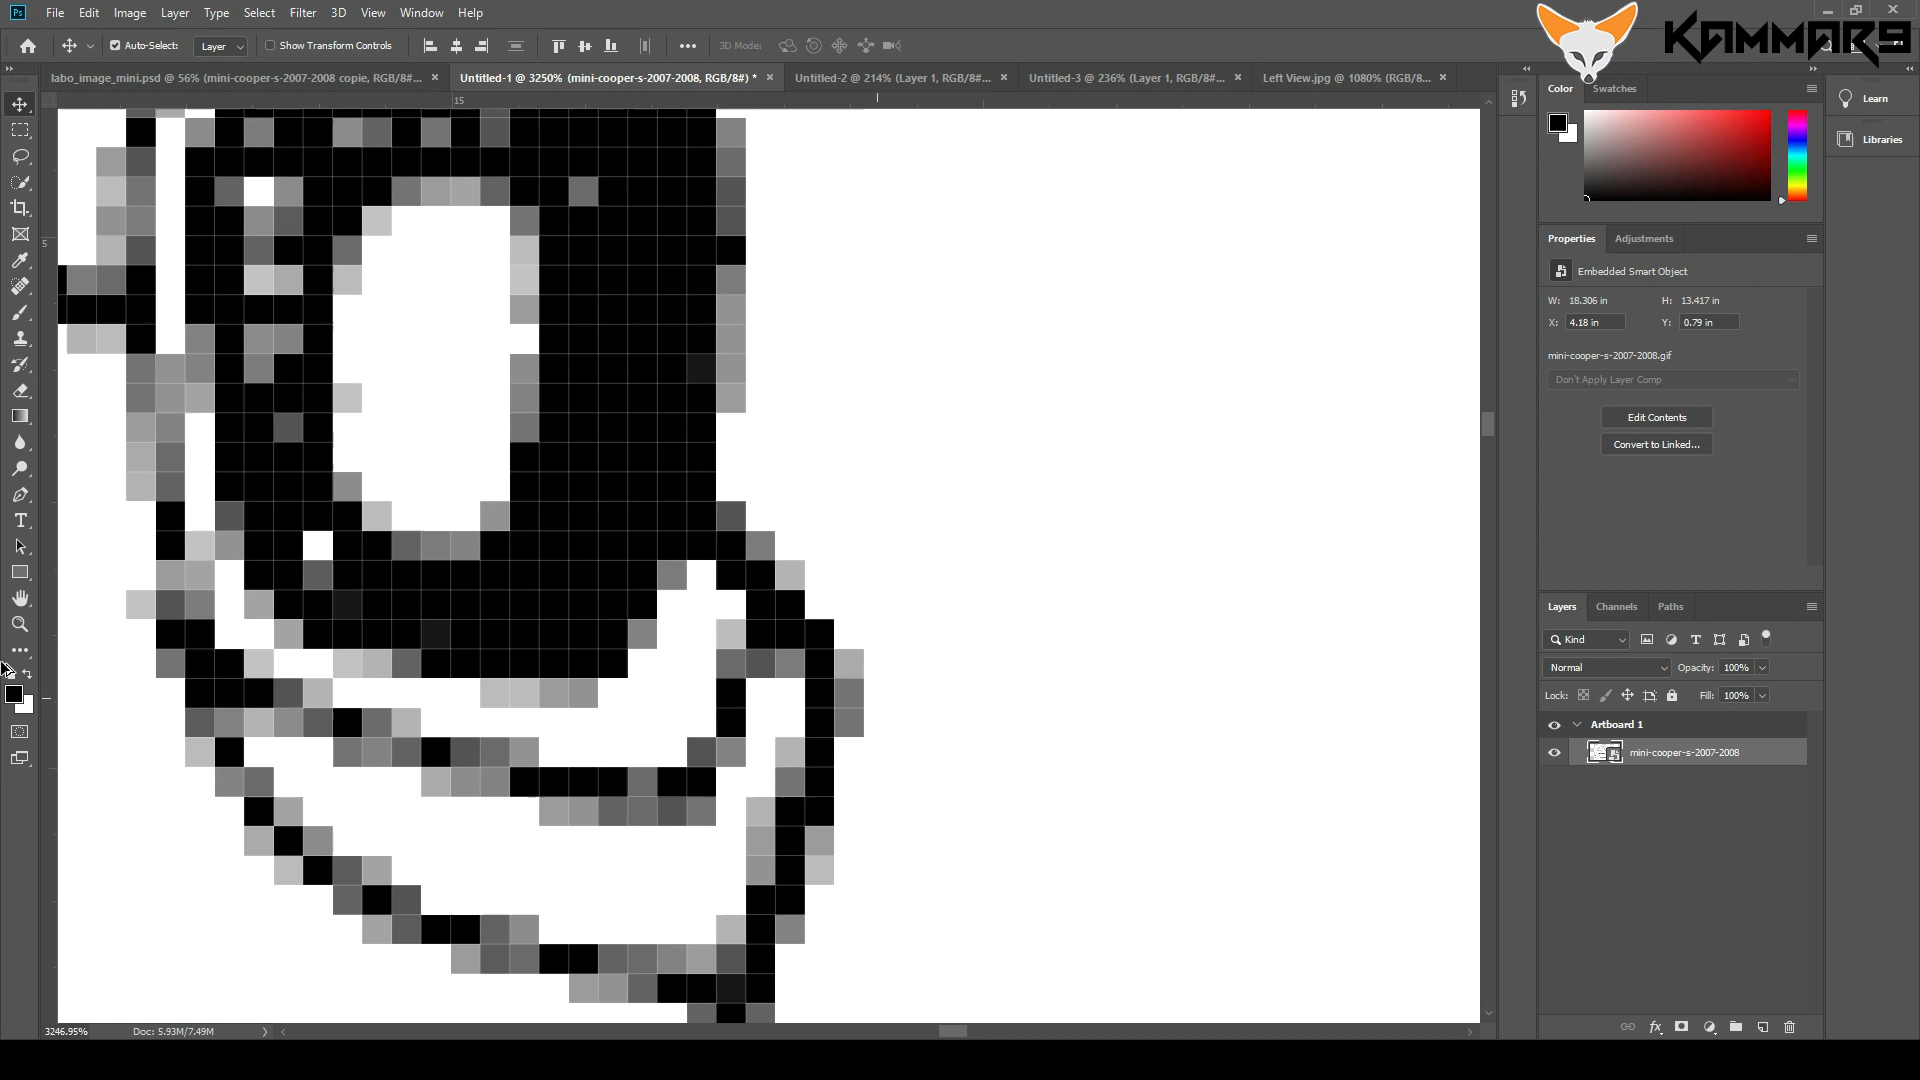 Ps File Edit Image Layer Type Select Filter 3D View Window Help
KAMMAR9
Auto-Select: Layer Show Transform Controls 3D Mode:
labo_image_mini.psd @ 56% (mini-cooper-s-2007-2008 copie, RGB/8#... Untitled-1 @ 3250% (mini-cooper-s-2007-2008, RGB/8#) * Untitled-2 @ 214% (Layer 1, RGB/8#... Untitled-3 @ 236% (Layer 1, RGB/8#... Left View.jpg @ 1080% (RGB/8...
Color Swatches
Learn
Libraries
15
5
Properties Adjustments
Embedded Smart Object
W: 18.306 in H: 13.417 in
X: 4.18 in Y: 0.79 in
mini-cooper-s-2007-2008.gif
Don't Apply Layer Comp
Edit Contents
Convert to Linked...
Layers Channels Paths
Kind
Normal Opacity: 100%
Lock: Fill: 100%
Artboard 1
mini-cooper-s-2007-2008
fx
3246.95% Doc: 5.93M/7.49M